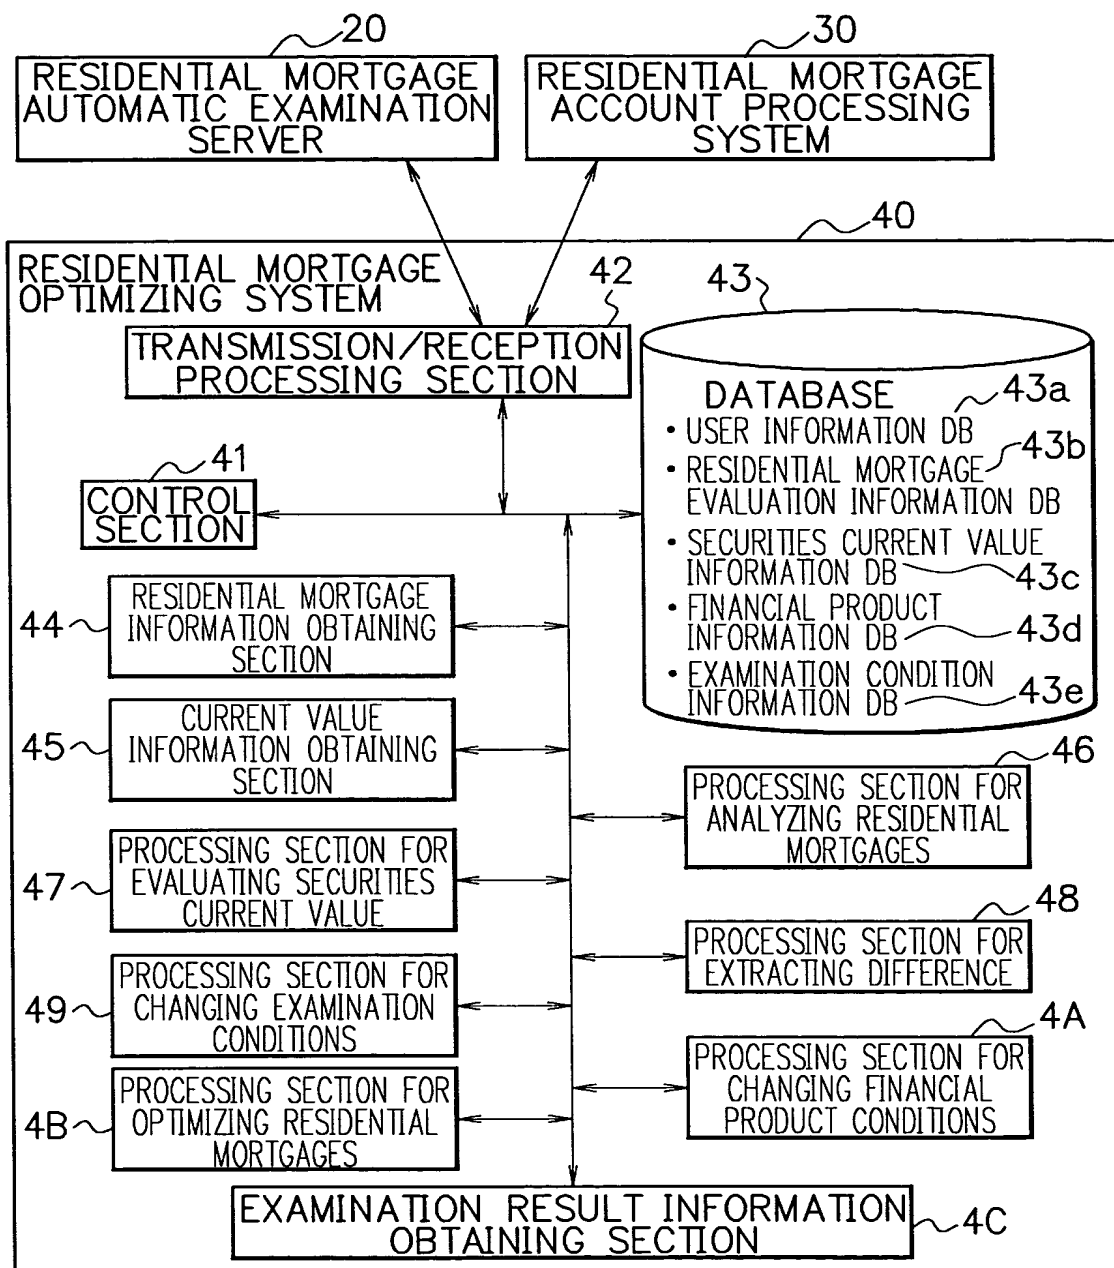 20
RESIDENTIAL MORTGAGE
AUTOMATIC EXAMINATION
SERVER
30
RESIDENTIAL MORTGAGE
ACCOUNT PROCESSING
SYSTEM
40
RESIDENTIAL MORTGAGE
OPTIMIZING SYSTEM
42
TRANSMISSION/RECEPTION
PROCESSING SECTION
43
DATABASE
43a
• USER INFORMATION DB
43b
• RESIDENTIAL MORTGAGE
EVALUATION INFORMATION DB
• SECURITIES CURRENT VALUE
INFORMATION DB
43c
• FINANCIAL PRODUCT
INFORMATION DB
43d
• EXAMINATION CONDITION
INFORMATION DB
43e
41
CONTROL
SECTION
44
RESIDENTIAL MORTGAGE
INFORMATION OBTAINING
SECTION
45
CURRENT VALUE
INFORMATION OBTAINING
SECTION
46
PROCESSING SECTION FOR
ANALYZING RESIDENTIAL
MORTGAGES
47
PROCESSING SECTION FOR
EVALUATING SECURITIES
CURRENT VALUE
48
PROCESSING SECTION FOR
EXTRACTING DIFFERENCE
49
PROCESSING SECTION FOR
CHANGING EXAMINATION
CONDITIONS
4A
PROCESSING SECTION FOR
CHANGING FINANCIAL
PRODUCT CONDITIONS
4B
PROCESSING SECTION FOR
OPTIMIZING RESIDENTIAL
MORTGAGES
EXAMINATION RESULT INFORMATION
OBTAINING SECTION
4C